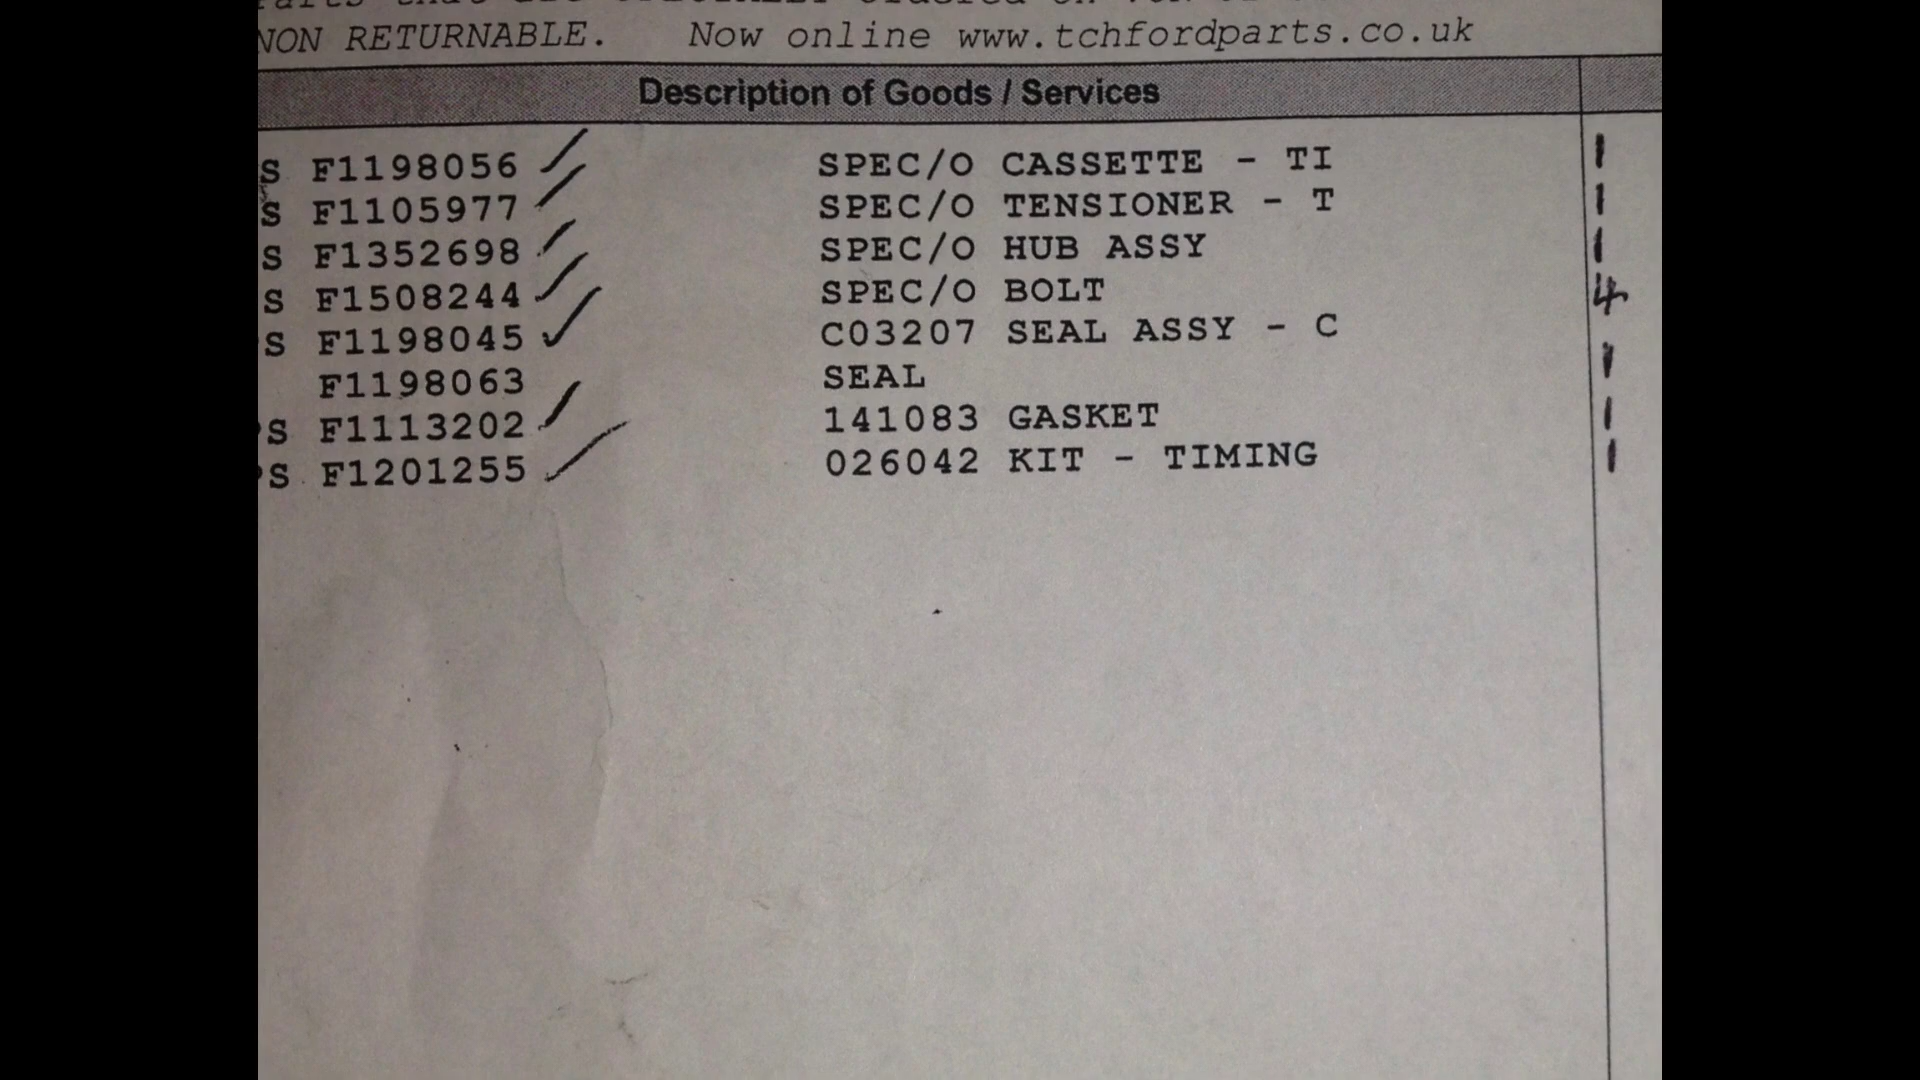 NON RETURNABLE. Now online www.tchfordparts.co.uk
Description of Goods / Services
S F1198056 SPEC/O CASSETTE - TI 1
S F1105977 SPEC/O TENSIONER - T 1
S F1352698 SPEC/O HUB ASSY 1
S F1508244 SPEC/O BOLT 4
S F1198045 C03207 SEAL ASSY - C 1
F1198063 SEAL
S F1113202 141083 GASKET 1
S F1201255 026042 KIT - TIMING 1